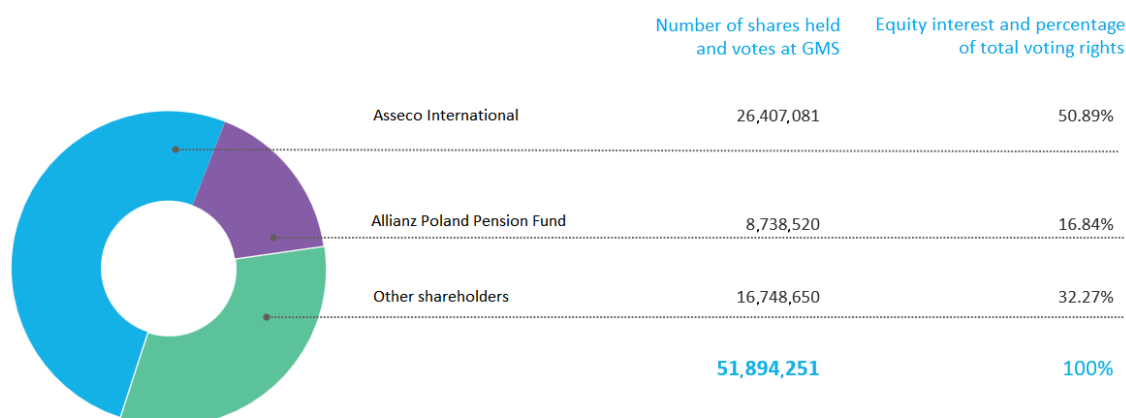 Number of shares held and votes at GMS
Equity interest and percentage of total voting rights
Asseco International 26,407,081 50.89%
Allianz Poland Pension Fund 8,738,520 16.84%
Other shareholders 16,748,650 32.27%
51,894,251 100%